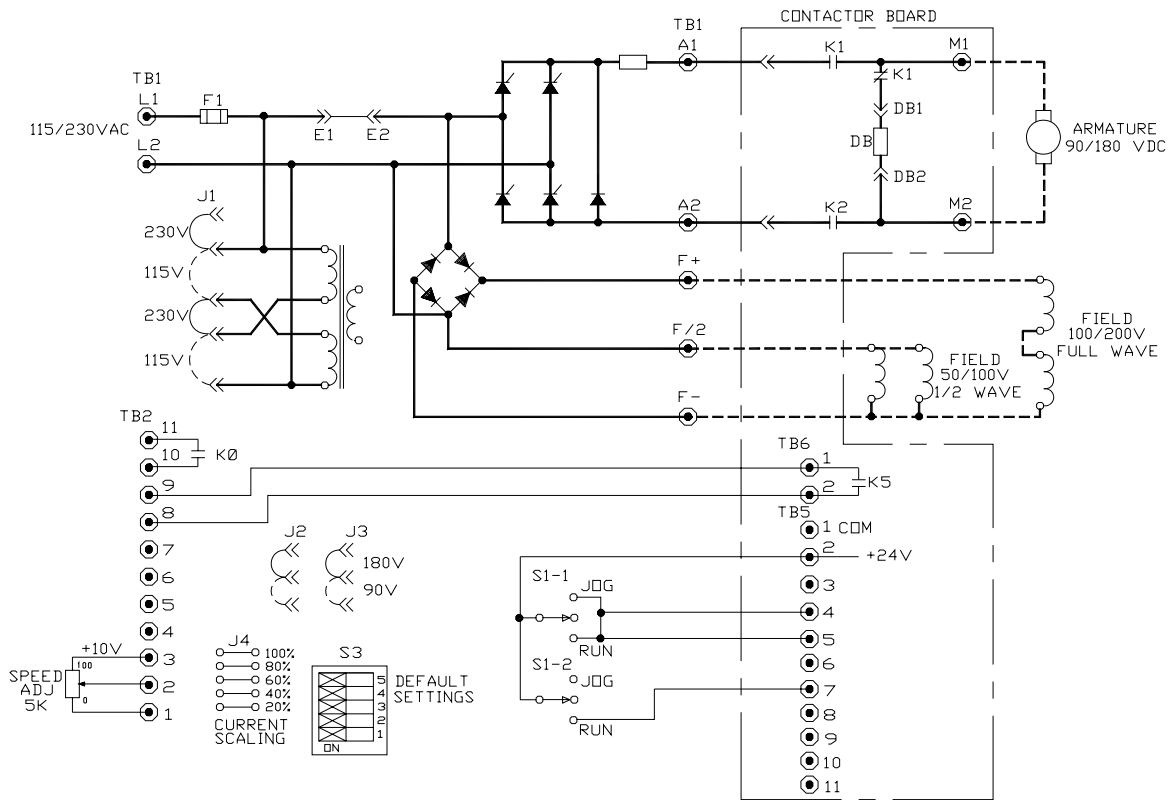 CONTACTOR BOARD
TB1
A1
K1
M1
TB1
L1
F1
K1
115/230VAC
E1
E2
DB1
DB
ARMATURE
90/180 VDC
L2
DB2
J1
A2
K2
M2
230V
F+
115V
230V
F/2
FIELD
100/200V
FULL WAVE
115V
FIELD
50/100V
1/2 WAVE
F-
TB2
11
10
K0
9
8
7
6
5
4
3
2
1
TB6
1
2
K5
TB5
1 COM
2
+24V
3
4
5
6
7
8
9
10
11
J2
J3
180V
90V
S1-1
JOG
RUN
S1-2
JOG
RUN
+10V
100
SPEED
ADJ
5K
0
J4
100%
80%
60%
40%
20%
CURRENT
SCALING
S3
5
4
3
2
1
ON
DEFAULT
SETTINGS